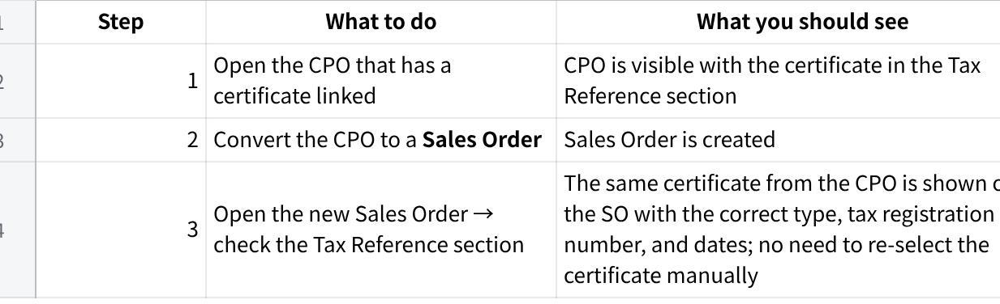 Step What to do What you should see
1 Open the CPO that has a certificate linked CPO is visible with the certificate in the Tax Reference section
2 Convert the CPO to a Sales Order Sales Order is created
3 Open the new Sales Order → check the Tax Reference section The same certificate from the CPO is shown the SO with the correct type, tax registration number, and dates; no need to re-select the certificate manually